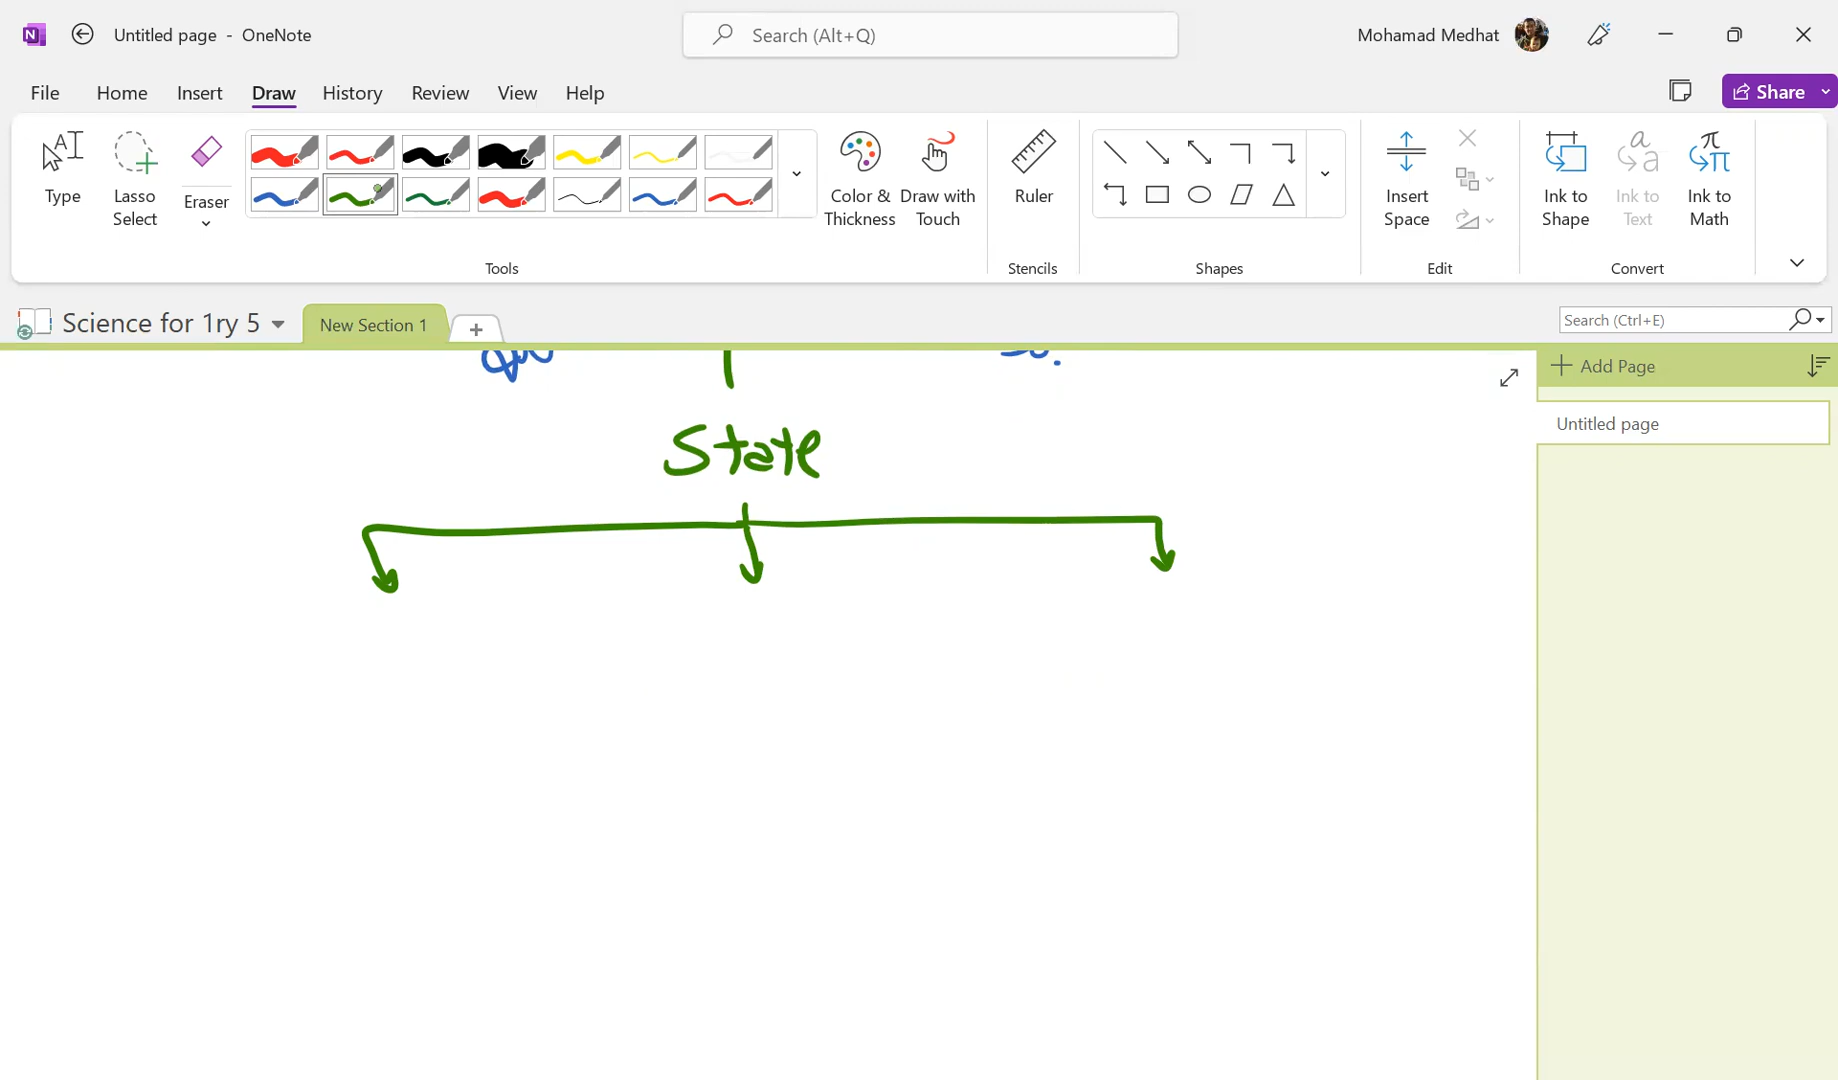 Untitled page - OneNote
Search (Alt+Q)
Mohamad Medhat
File Home Insert Draw History Review View Help
Share
Type
Lasso Select
Eraser
Color & Thickness
Draw with Touch
Ruler
Insert Space
Ink to Shape
Ink to Text
Ink to Math
Tools
Stencils
Shapes
Edit
Convert
Science for 1ry 5
New Section 1
Search (Ctrl+E)
Add Page
Untitled page
State